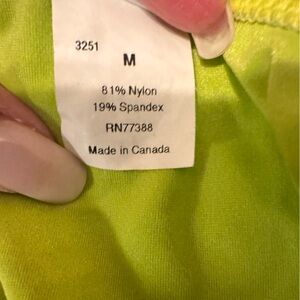 3251
M
81% Nylon
19% Spandex
RN77388
Made in Canada